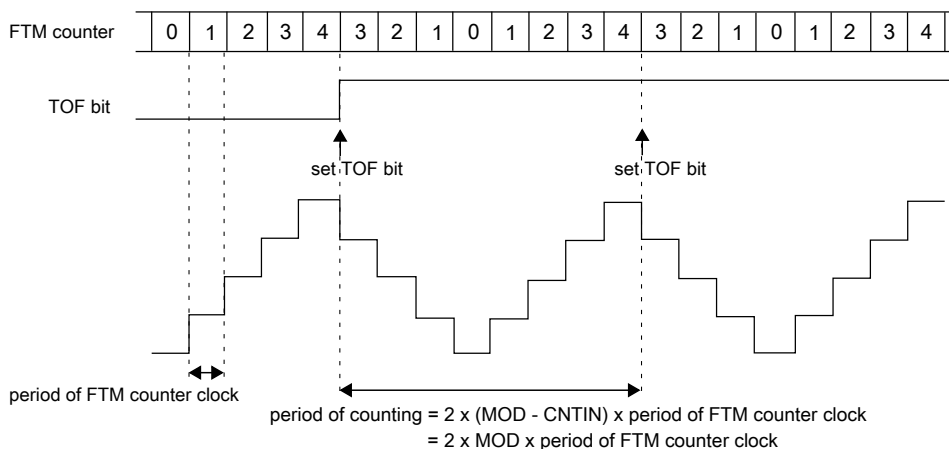 FTM counter 0 1 2 3 4 3 2 1 0 1 2 3 4 3 2 1 0 1 2 3 4
TOF bit
set TOF bit set TOF bit
period of FTM counter clock
period of counting = 2 x (MOD - CNTIN) x period of FTM counter clock
= 2 x MOD x period of FTM counter clock